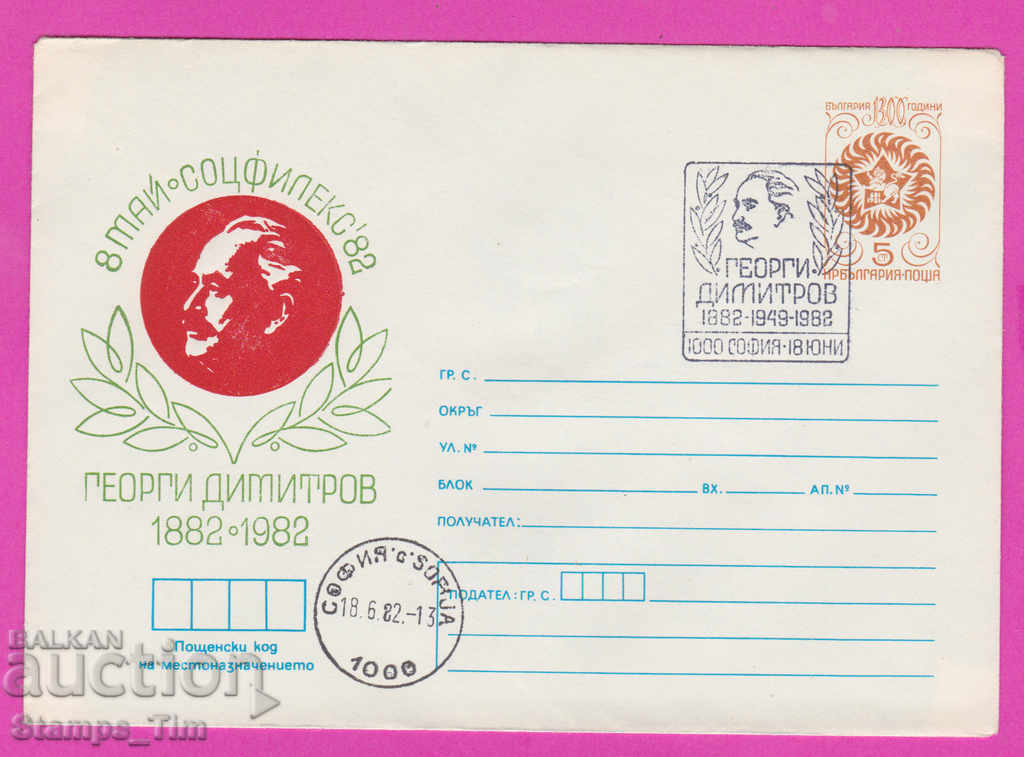 БЪЛГАРИЯ 1300 ГОДИНИ
5 СТ
НР БЪЛГАРИЯ·ПОЩА
8 МАЙ·СОЦФИЛЕКС'82
·ГЕОРГИ·
ДИМИТРОВ
1882-1949-1982
1000 СОФИЯ·18 ЮНИ
ГЕОРГИ ДИМИТРОВ
1882·1982
ГР. С.
ОКРЪГ
УЛ. №
БЛОК ВХ. АП. №
ПОЛУЧАТЕЛ:
ПОДАТЕЛ: ГР. С.
СОФИЯ·С·SOFIJA
18.6.82.-13
1000
Пощенски код
на местоназначението
BALKAN
auction
Stamps_Tim